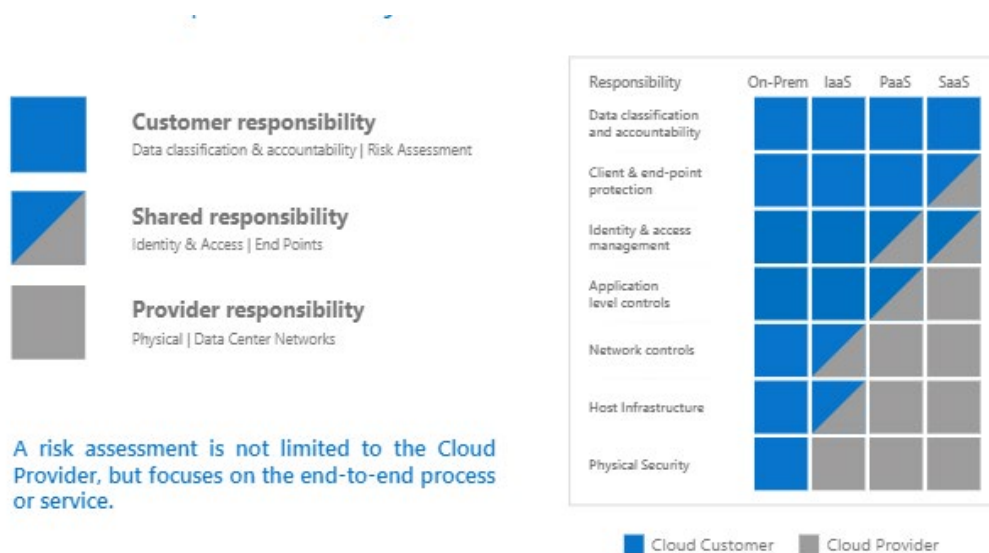 Customer responsibility
Data classification & accountability | Risk Assessment
Shared responsibility
Identity & Access | End Points
Provider responsibility
Physical | Data Center Networks
A risk assessment is not limited to the Cloud
Provider, but focuses on the end-to-end process
or service.
Responsibility On-Prem IaaS PaaS SaaS
Data classification
and accountability
Client & end-point
protection
Identity & access
management
Application
level controls
Network controls
Host Infrastructure
Physical Security
Cloud Customer Cloud Provider